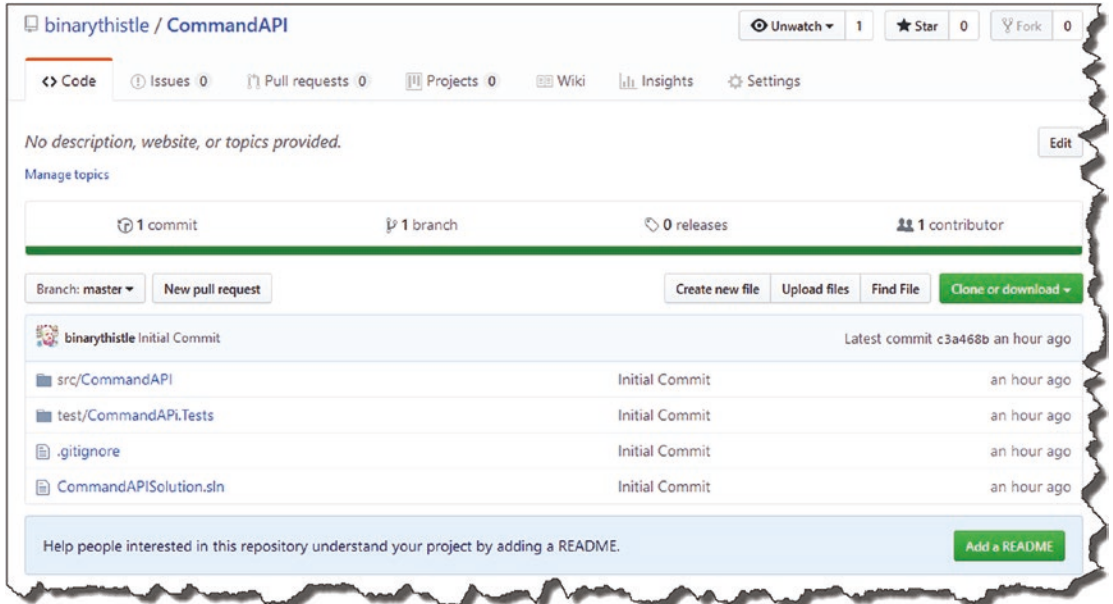 binarythistle / CommandAPI Unwatch 1 Star 0 Fork 0
Code Issues 0 Pull requests 0 Projects 0 Wiki Insights Settings
No description, website, or topics provided. Edit
Manage topics
1 commit 1 branch 0 releases 1 contributor
Branch: master New pull request Create new file Upload files Find File Clone or download
binarythistle Initial Commit Latest commit c3a468b an hour ago
src/CommandAPI Initial Commit an hour ago
test/CommandAPi.Tests Initial Commit an hour ago
.gitignore Initial Commit an hour ago
CommandAPISolution.sln Initial Commit an hour ago
Help people interested in this repository understand your project by adding a README. Add a README